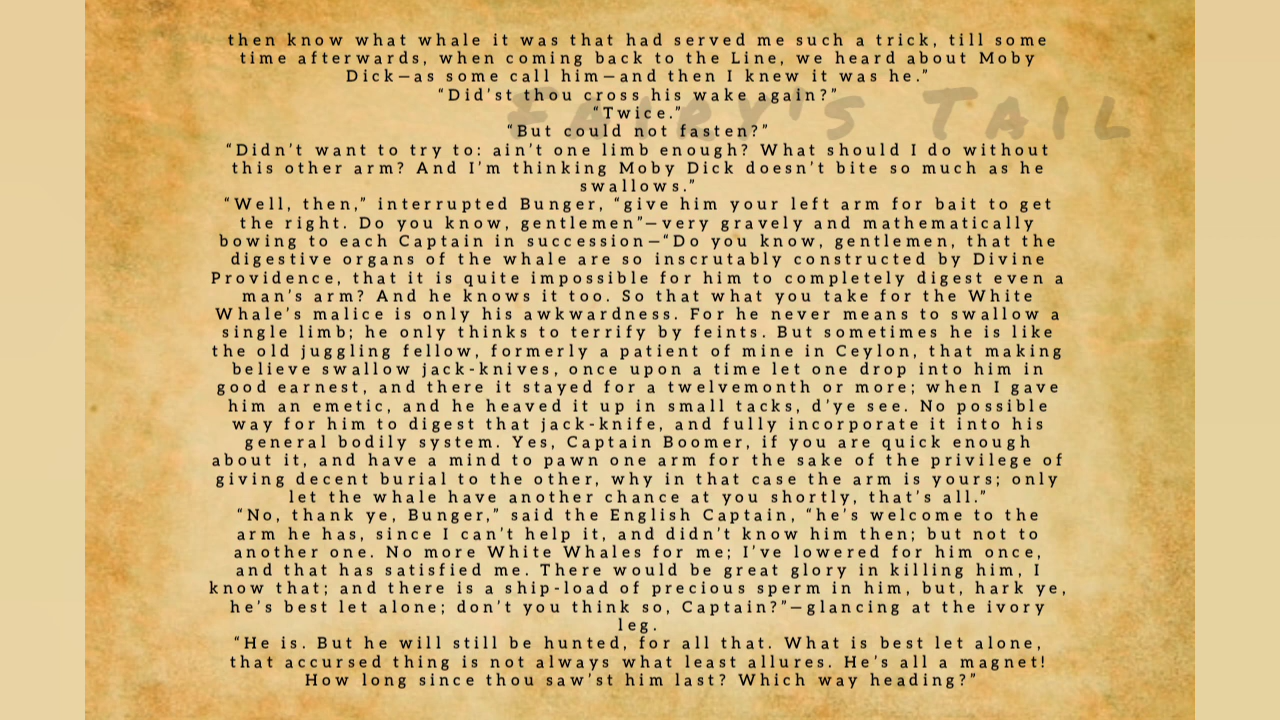 then know what whale it was that had served me such a trick, till some
time afterwards, when coming back to the Line, we heard about Moby
Dick—as some call him—and then I knew it was he.”
“Did’st thou cross his wake again?”
“Twice.”
FAIRY'S TAIL
“But could not fasten?”
“Didn’t want to try to: ain’t one limb enough? What should I do without
this other arm? And I’m thinking Moby Dick doesn’t bite so much as he
swallows.”
“Well, then,” interrupted Bunger, “give him your left arm for bait to get
the right. Do you know, gentlemen”—very gravely and mathematically
bowing to each Captain in succession—“Do you know, gentlemen, that the
digestive organs of the whale are so inscrutably constructed by Divine
Providence, that it is quite impossible for him to completely digest even a
man’s arm? And he knows it too. So that what you take for the White
Whale’s malice is only his awkwardness. For he never means to swallow a
single limb; he only thinks to terrify by feints. But sometimes he is like
the old juggling fellow, formerly a patient of mine in Ceylon, that making
believe swallow jack-knives, once upon a time let one drop into him in
good earnest, and there it stayed for a twelvemonth or more; when I gave
him an emetic, and he heaved it up in small tacks, d’ye see. No possible
way for him to digest that jack-knife, and fully incorporate it into his
general bodily system. Yes, Captain Boomer, if you are quick enough
about it, and have a mind to pawn one arm for the sake of the privilege of
giving decent burial to the other, why in that case the arm is yours; only
let the whale have another chance at you shortly, that’s all.”
“No, thank ye, Bunger,” said the English Captain, “he’s welcome to the
arm he has, since I can’t help it, and didn’t know him then; but not to
another one. No more White Whales for me; I’ve lowered for him once,
and that has satisfied me. There would be great glory in killing him, I
know that; and there is a ship-load of precious sperm in him, but, hark ye,
he’s best let alone; don’t you think so, Captain?”—glancing at the ivory
leg.
“He is. But he will still be hunted, for all that. What is best let alone,
that accursed thing is not always what least allures. He’s all a magnet!
How long since thou saw’st him last? Which way heading?”